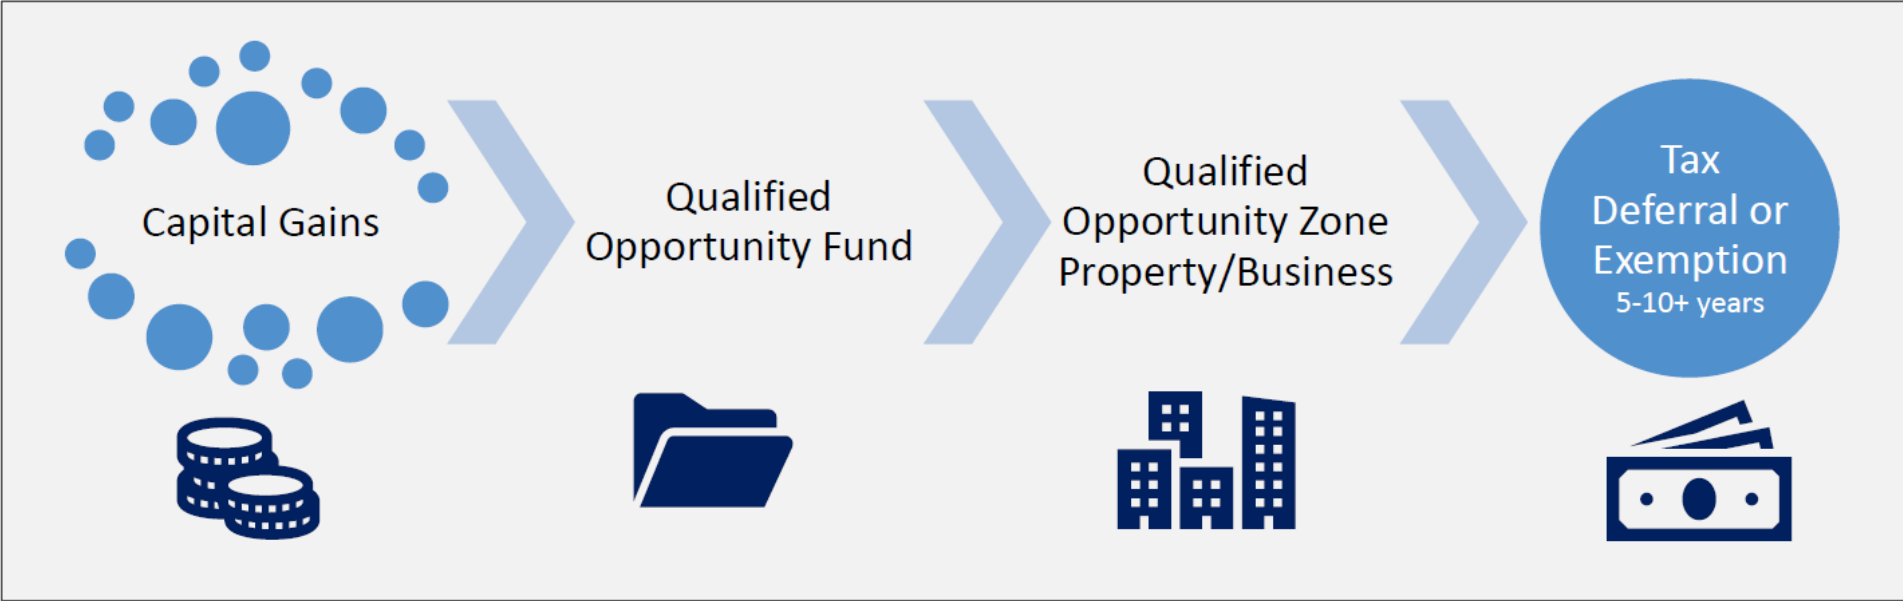 Capital Gains
Qualified
Opportunity Fund
Qualified
Opportunity Zone
Property/Business
Tax
Deferral or
Exemption
5-10+ years